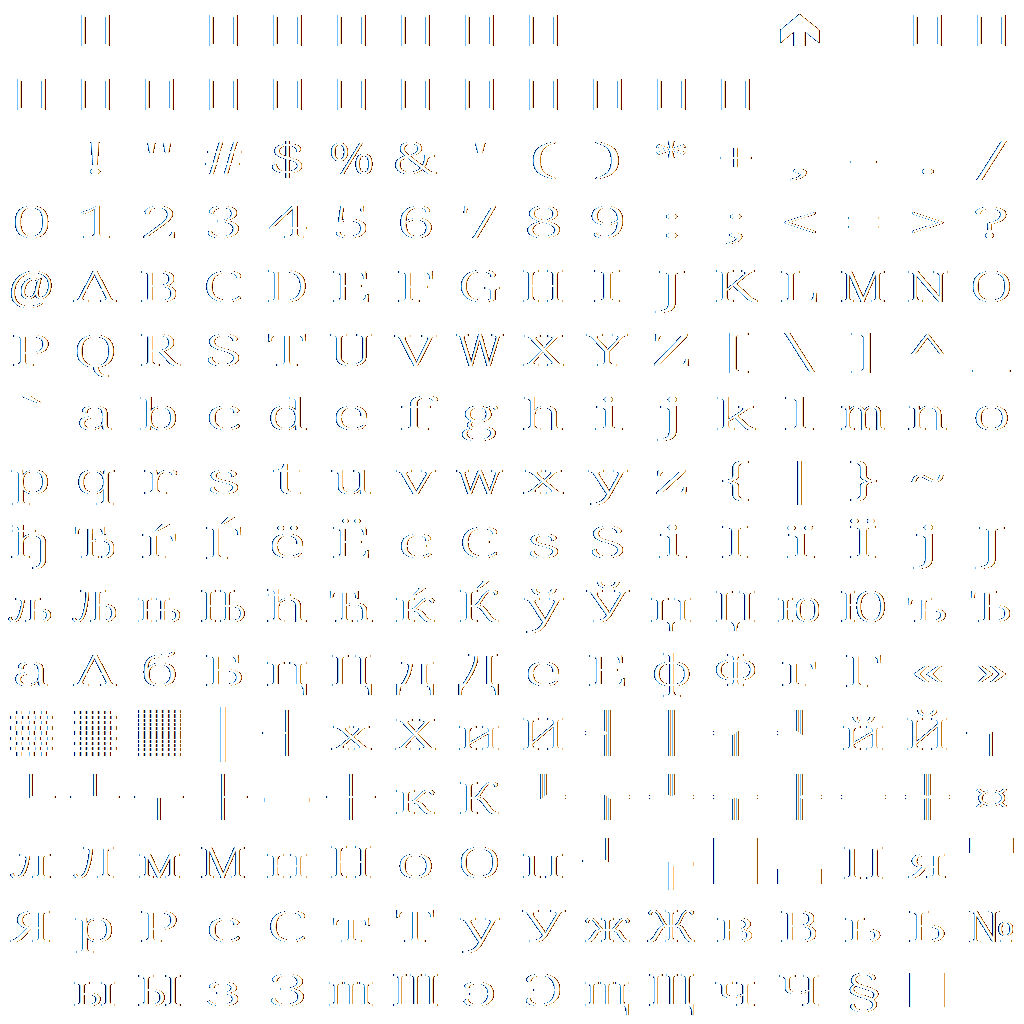 ! " # $ % & ' ( ) * + , - . /
0 1 2 3 4 5 6 7 8 9 : ; < = > ?
@ A B C D E F G H I J K L M N O
P Q R S T U V W X Y Z [ \ ] ^ _
` a b c d e f g h i j k l m n o
p q r s t u v w x y z { | } ~
ђ Ђ ѓ Ѓ ё Ё є Є ѕ Ѕ і І ї Ї ј Ј
љ Љ њ Њ ћ Ћ ќ Ќ ў Ў џ Џ ю Ю ъ Ъ
а А б Б ц Ц д Д е Е ф Ф г Г « »
░ ▒ ▓ │ ┤ х Х и И ╣ ║ ╗ ╝ й Й ┐
└ ┴ ┬ ├ ─ ┼ к К ╚ ╔ ╩ ╦ ╠ ═ ╬ ¤
л Л м М н Н о О п ┘ ┌ █ ▄ П я ▀
Я р Р с С т Т у У ж Ж в В ь Ь №
ы Ы з З ш Ш э Э щ Щ ч Ч § ■